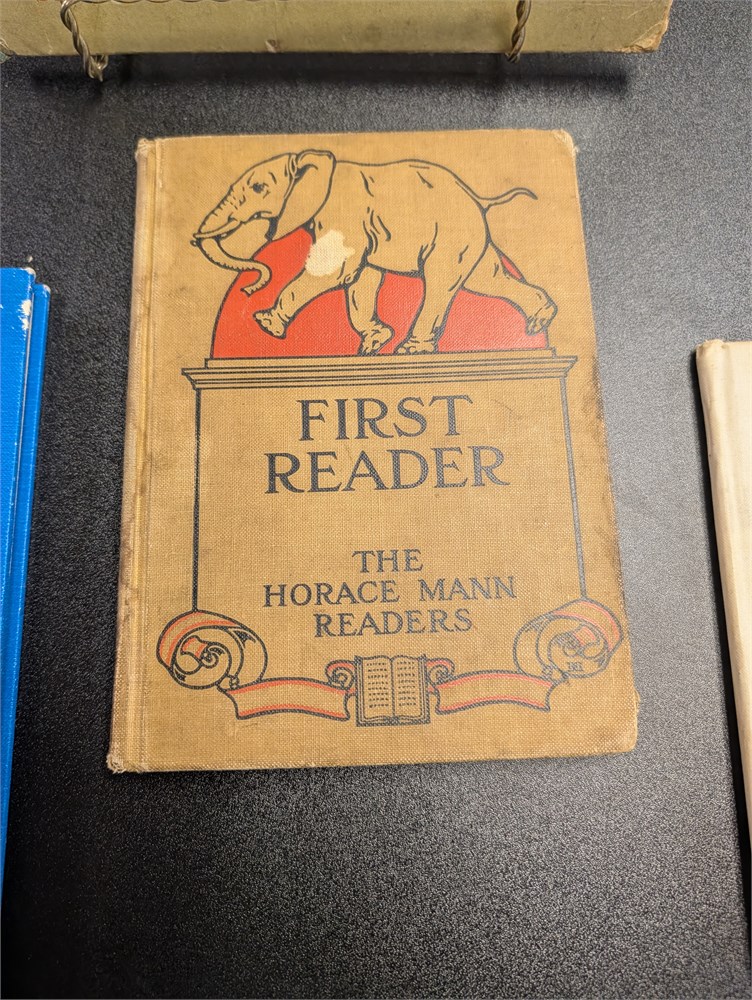 FIRST
READER
THE
HORACE MANN
READERS